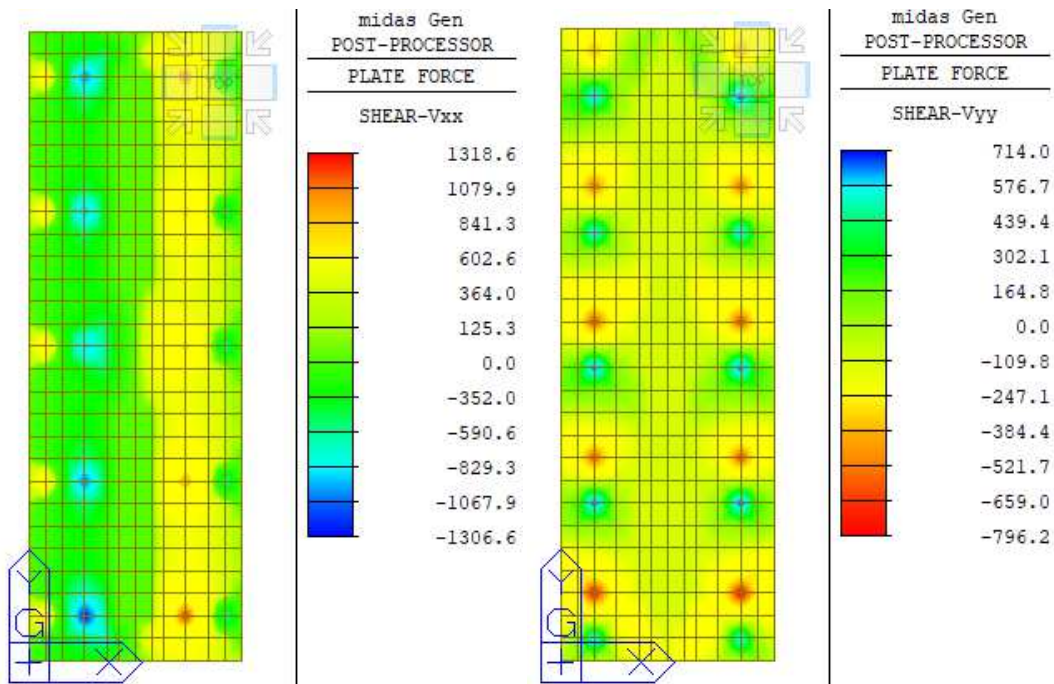 midas Gen
POST-PROCESSOR
PLATE FORCE
SHEAR-Vxx
1318.6
1079.9
841.3
602.6
364.0
125.3
0.0
-352.0
-590.6
-829.3
-1067.9
-1306.6
TOP
Y
G
X
midas Gen
POST-PROCESSOR
PLATE FORCE
SHEAR-Vyy
714.0
576.7
439.4
302.1
164.8
0.0
-109.8
-247.1
-384.4
-521.7
-659.0
-796.2
Y
G
X